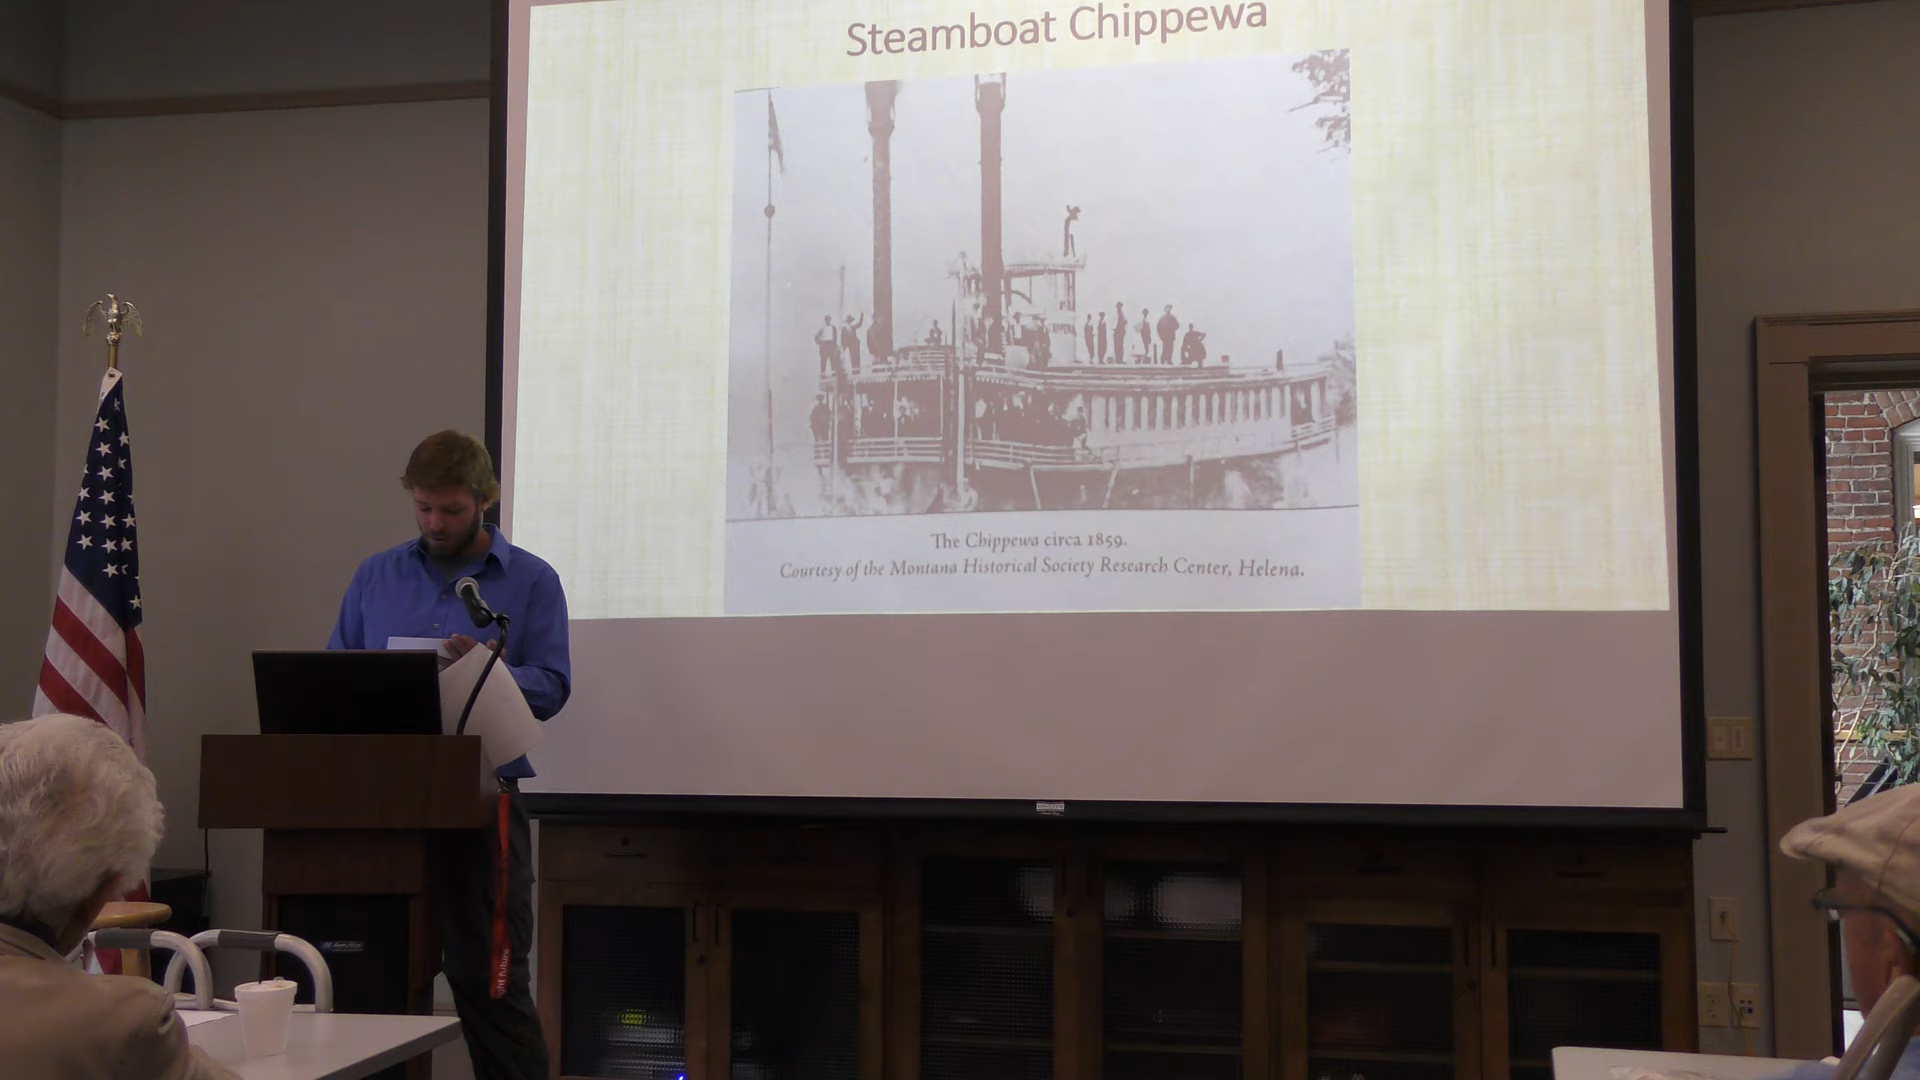 Steamboat Chippewa
The Chippewa circa 1859.
Courtesy of the Montana Historical Society Research Center, Helena.